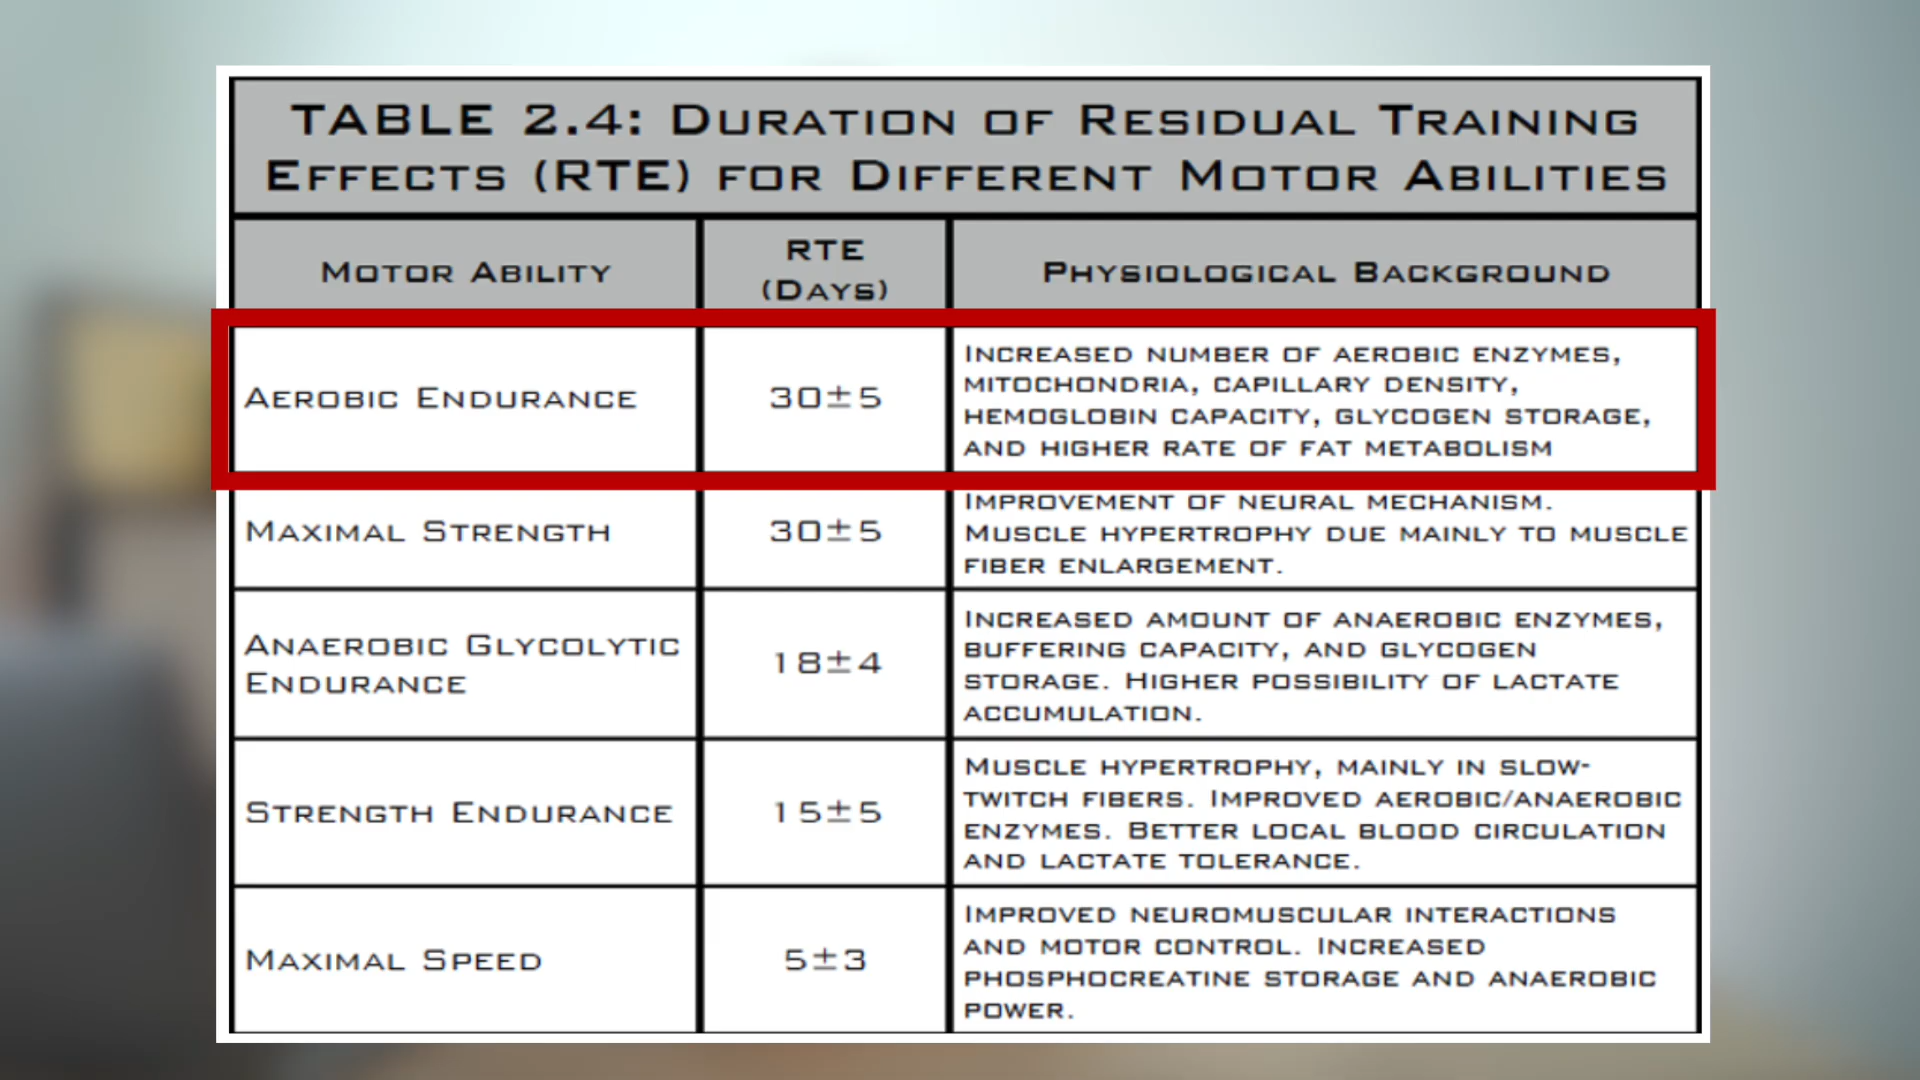 TABLE 2.4: DURATION OF RESIDUAL TRAINING
EFFECTS (RTE) FOR DIFFERENT MOTOR ABILITIES
MOTOR ABILITY
RTE
(DAYS)
PHYSIOLOGICAL BACKGROUND
AEROBIC ENDURANCE
30±5
INCREASED NUMBER OF AEROBIC ENZYMES,
MITOCHONDRIA, CAPILLARY DENSITY,
HEMOGLOBIN CAPACITY, GLYCOGEN STORAGE,
AND HIGHER RATE OF FAT METABOLISM
MAXIMAL STRENGTH
30±5
IMPROVEMENT OF NEURAL MECHANISM.
MUSCLE HYPERTROPHY DUE MAINLY TO MUSCLE
FIBER ENLARGEMENT.
ANAEROBIC GLYCOLYTIC
ENDURANCE
18±4
INCREASED AMOUNT OF ANAEROBIC ENZYMES,
BUFFERING CAPACITY, AND GLYCOGEN
STORAGE. HIGHER POSSIBILITY OF LACTATE
ACCUMULATION.
STRENGTH ENDURANCE
15±5
MUSCLE HYPERTROPHY, MAINLY IN SLOW-
TWITCH FIBERS. IMPROVED AEROBIC/ANAEROBIC
ENZYMES. BETTER LOCAL BLOOD CIRCULATION
AND LACTATE TOLERANCE.
MAXIMAL SPEED
5±3
IMPROVED NEUROMUSCULAR INTERACTIONS
AND MOTOR CONTROL. INCREASED
PHOSPHOCREATINE STORAGE AND ANAEROBIC
POWER.